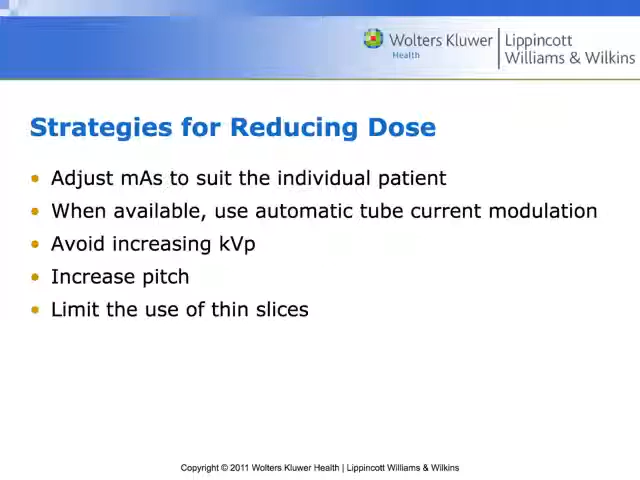 Wolters Kluwer
Health
Lippincott
Williams & Wilkins
Strategies for Reducing Dose
• Adjust mAs to suit the individual patient
• When available, use automatic tube current modulation
• Avoid increasing kVp
• Increase pitch
• Limit the use of thin slices
Copyright © 2011 Wolters Kluwer Health | Lippincott Williams & Wilkins